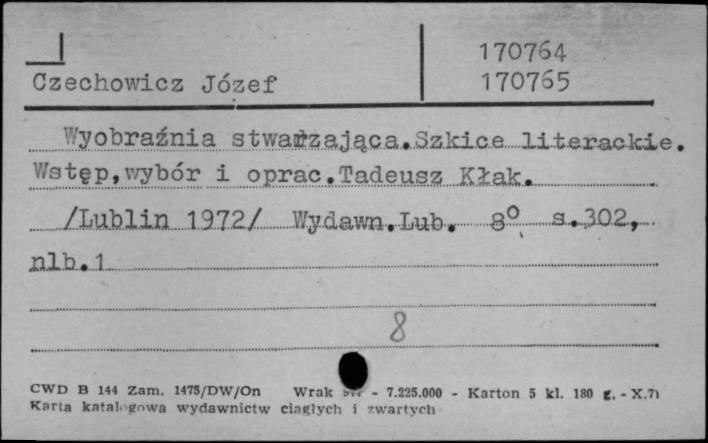 170764
Czechowicz Józef 170765
Wyobraźnia stwarzająca.Szkice literackie.
Wstęp,wybór i oprac.Tadeusz Kłak.
/Lublin 1972/ Wydawn.Lub. 8° s.302,
nlb.1
8
CWD B 144 Zam. 1475/DW/On Wrak - 7.225.000 - Karton 5 kl. 180 g. - X.71
Karta katalogowa wydawnictw ciągłych i zwartych